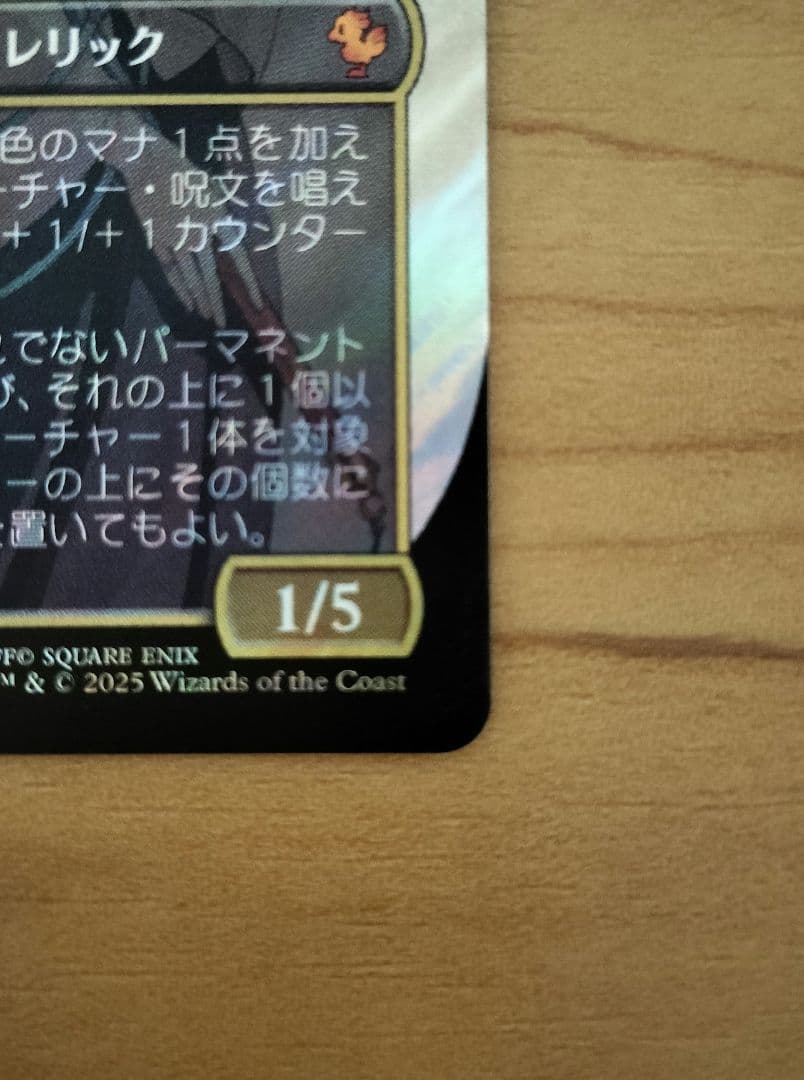 レリック
色のマナ１点を加え
ーチャー・呪文を唱え
＋１/＋１カウンター
でないパーマネント
、それの上に１個以
ーチャー１体を対象
ーの上にその個数に
置いてもよい。
1/5
FF© SQUARE ENIX
™ & © 2025 Wizards of the Coast